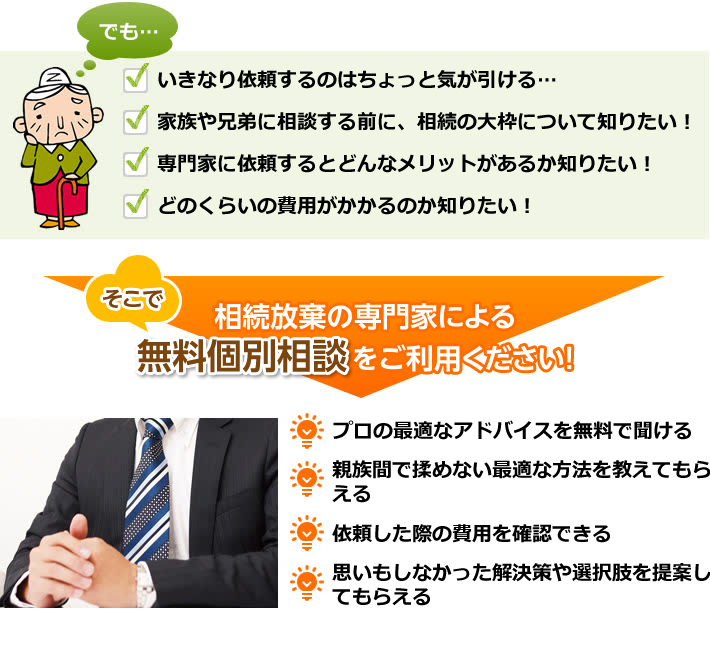 でも…
いきなり依頼するのはちょっと気が引ける…
家族や兄弟に相談する前に、相続の大枠について知りたい！
専門家に依頼するとどんなメリットがあるか知りたい！
どのくらいの費用がかかるのか知りたい！
そこで
相続放棄の専門家による
無料個別相談をご利用ください!
プロの最適なアドバイスを無料で聞ける
親族間で揉めない最適な方法を教えてもら
える
依頼した際の費用を確認できる
思いもしなかった解決策や選択肢を提案し
てもらえる